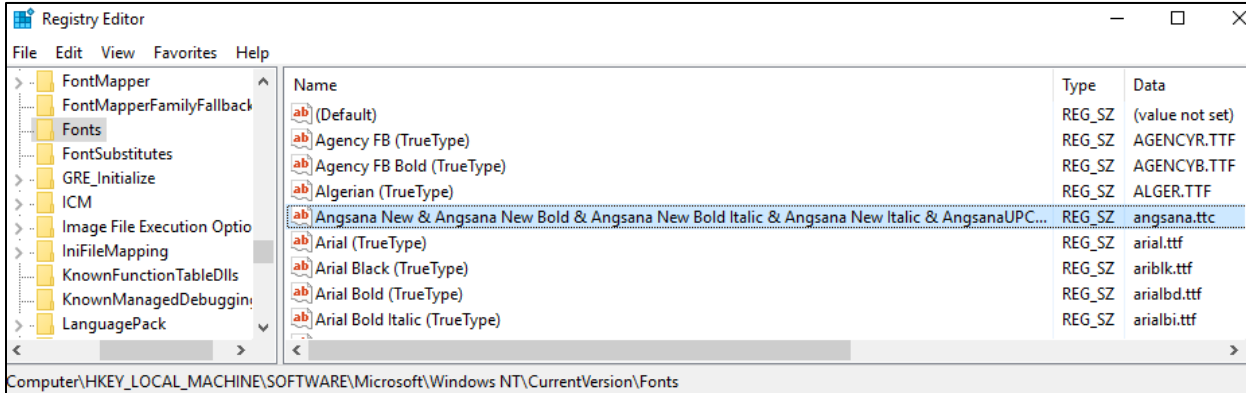 Registry Editor
File Edit View Favorites Help
FontMapper
FontMapperFamilyFallback
Fonts
FontSubstitutes
GRE_Initialize
ICM
Image File Execution Optio
IniFileMapping
KnownFunctionTableDlls
KnownManagedDebugging
LanguagePack
Name Type Data
(Default) REG_SZ (value not set)
Agency FB (TrueType) REG_SZ AGENCYR.TTF
Agency FB Bold (TrueType) REG_SZ AGENCYB.TTF
Algerian (TrueType) REG_SZ ALGER.TTF
Angsana New & Angsana New Bold & Angsana New Bold Italic & Angsana New Italic & AngsanaUPC... REG_SZ angsana.ttc
Arial (TrueType) REG_SZ arial.ttf
Arial Black (TrueType) REG_SZ ariblk.ttf
Arial Bold (TrueType) REG_SZ arialbd.ttf
Arial Bold Italic (TrueType) REG_SZ arialbi.ttf
Computer\HKEY_LOCAL_MACHINE\SOFTWARE\Microsoft\Windows NT\CurrentVersion\Fonts